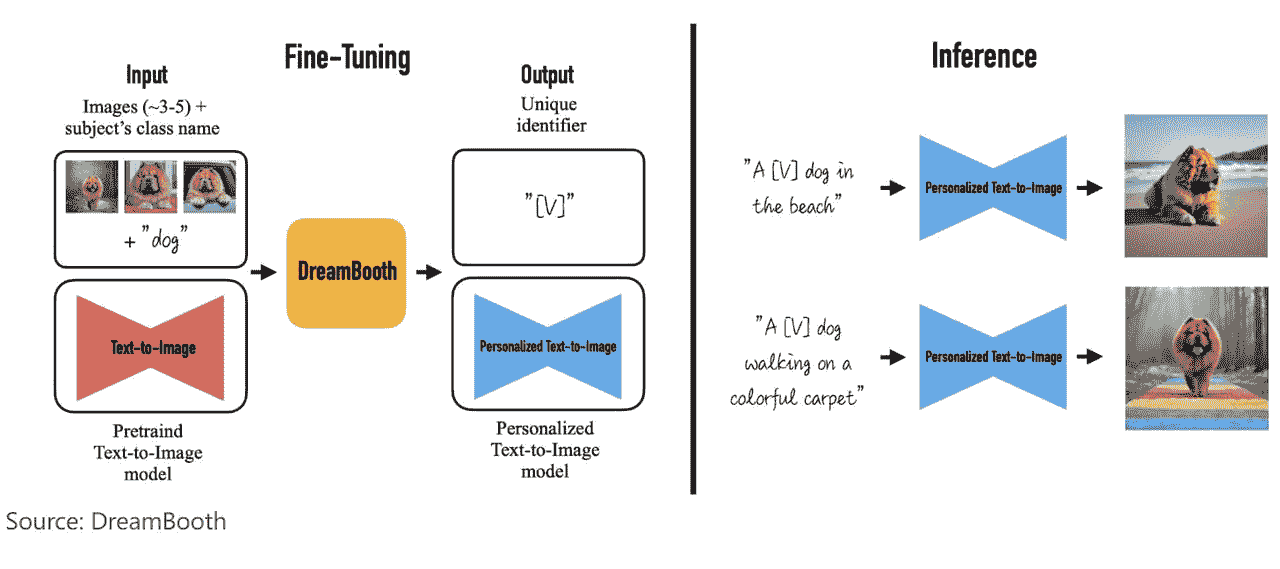 Fine-Tuning
Input
Images (~3-5) +
subject's class name
+ "dog"
Text-to-Image
Pretraind
Text-to-Image
model
DreamBooth
Output
Unique
identifier
"[V]"
Personalized Text-to-Image
Personalized
Text-to-Image
model
Inference
"A [V] dog in
the beach"
Personalized Text-to-Image
"A [V] dog
walking on a
colorful carpet"
Personalized Text-to-Image
Source: DreamBooth